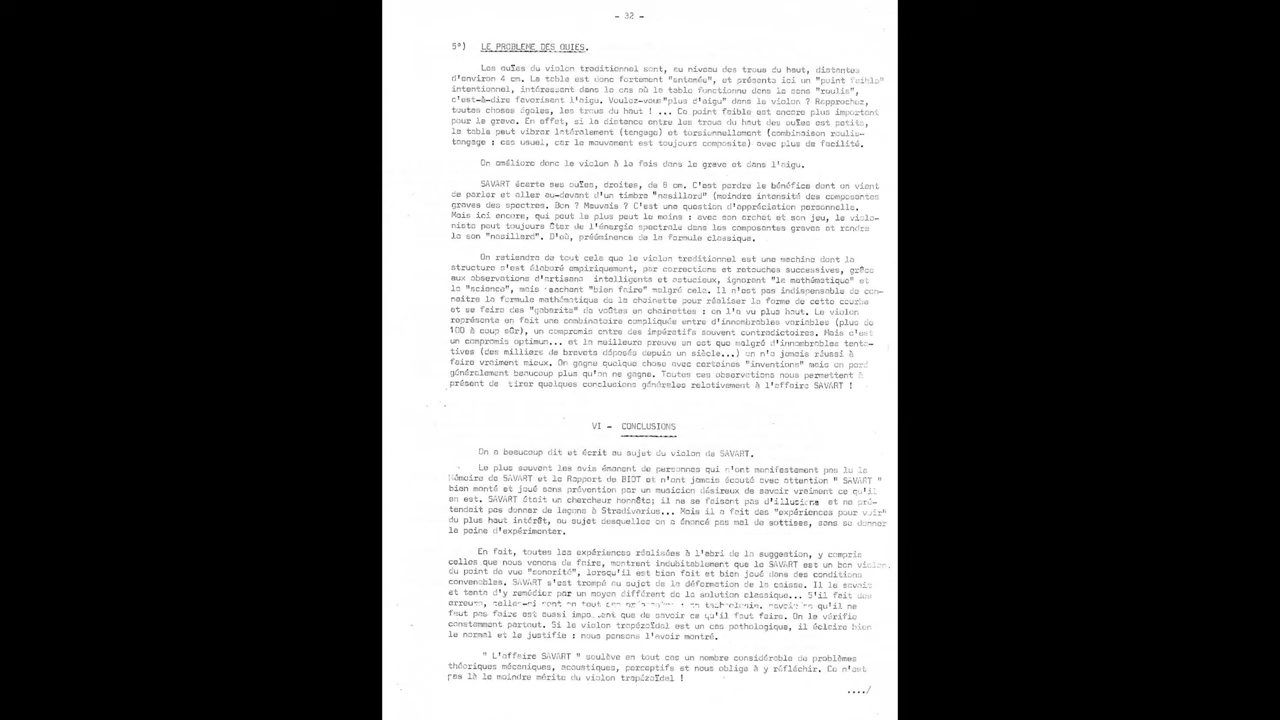 - 32 -
5°) LE PROBLEME DES OUIES.
Les ouïes du violon traditionnel sont, au niveau des trous du haut, distantes
d'environ 4 cm. La table est donc fortement "entamée", et présente ici un "point faible"
intentionnel, intéressant dans le cas où la table fonctionne dans le sens "roulis",
c'est-à-dire favorisant l'aigu. Voulez-vous "plus d'aigu" dans le violon ? Rapprochez,
toutes choses égales, les trous du haut ! ... Ce point faible est encore plus important
pour le grave. En effet, si la distance entre les trous du haut des ouïes est petite,
la table peut vibrer latéralement (tangage) et torsionnellement (combinaison roulis-
tangage : cas usuel, car le mouvement est toujours composite) avec plus de facilité.
On améliore donc le violon à la fois dans le grave et dans l'aigu.
SAVART écarte ses ouïes, droites, de 8 cm. C'est perdre le bénéfice dont on vient
de parler et aller au-devant d'un timbre "nasillard" (moindre intensité des composantes
graves des spectres. Bon ? Mauvais ? C'est une question d'appréciation personnelle.
Mais ici encore, qui peut le plus peut le moins : avec son archet et son jeu, le violo-
niste peut toujours ôter de l'énergie spectrale dans les composantes graves et rendre
le son "nasillard". D'où, prééminence de la formule classique.
On retiendra de tout cela que le violon traditionnel est une machine dont la
structure s'est élaboré empiriquement, par corrections et retouches successives, grâce
aux observations d'artisans intelligents et astucieux, ignorant "la mathématique" et
la "science", mais sachant "bien faire" malgré cela. Il n'est pas indispensable de con-
naître la formule mathématique de la chaînette pour réaliser la forme de cette courbe
et se faire des "gabarits" de voûtes en chaînettes : on l'a vu plus haut. Le violon
représente en fait une combinatoire compliquée entre d'innombrables variables (plus de
100 à coup sûr), un compromis entre des impératifs souvent contradictoires. Mais c'est
un compromis optimum... et la meilleure preuve en est que malgré d'innombrables tenta-
tives (des milliers de brevets déposés depuis un siècle...) on n'a jamais réussi à
faire vraiment mieux. On gagne quelque chose avec certaines "inventions" mais on perd
généralement beaucoup plus qu'on ne gagne. Toutes ces observations nous permettent à
présent de tirer quelques conclusions générales relativement à l'affaire SAVART !
VI - CONCLUSIONS
On a beaucoup dit et écrit au sujet du violon de SAVART.
Le plus souvent les avis émanent de personnes qui n'ont manifestement pas lu le
Mémoire de SAVART et le Rapport de BIOT et n'ont jamais écouté avec attention " SAVART "
bien monté et joué sans prévention par un musicien désireux de savoir vraiment ce qu'il
en est. SAVART était un chercheur honnête; il ne se faisait pas d'illusions et ne pré-
tendait pas donner de leçons à Stradivarius... Mais il a fait des "expériences pour voir"
du plus haut intérêt, au sujet desquelles on a énoncé pas mal de sottises, sans se donner
la peine d'expérimenter.
En fait, toutes les expériences réalisées à l'abri de la suggestion, y compris
celles que nous venons de faire, montrent indubitablement que le SAVART est un bon violon,
du point de vue "sonorité", lorsqu'il est bien fait et bien joué dans des conditions
convenables. SAVART s'est trompé au sujet de la déformation de la caisse. Il le savait
et tenta d'y remédier par un moyen différent de la solution classique... S'il fait des
erreurs, celles-ci sont en tout cas : en technologie, savoir ce qu'il ne
faut pas faire est aussi important que de savoir ce qu'il faut faire. On le vérifie
constamment partout. Si le violon trapézoïdal est un cas pathologique, il éclaire bien
le normal et le justifie : nous pensons l'avoir montré.
" L'affaire SAVART " soulève en tout cas un nombre considérable de problèmes
théoriques mécaniques, acoustiques, perceptifs et nous oblige à y réfléchir. Ce n'est
pas là le moindre mérite du violon trapézoïdal !
..../